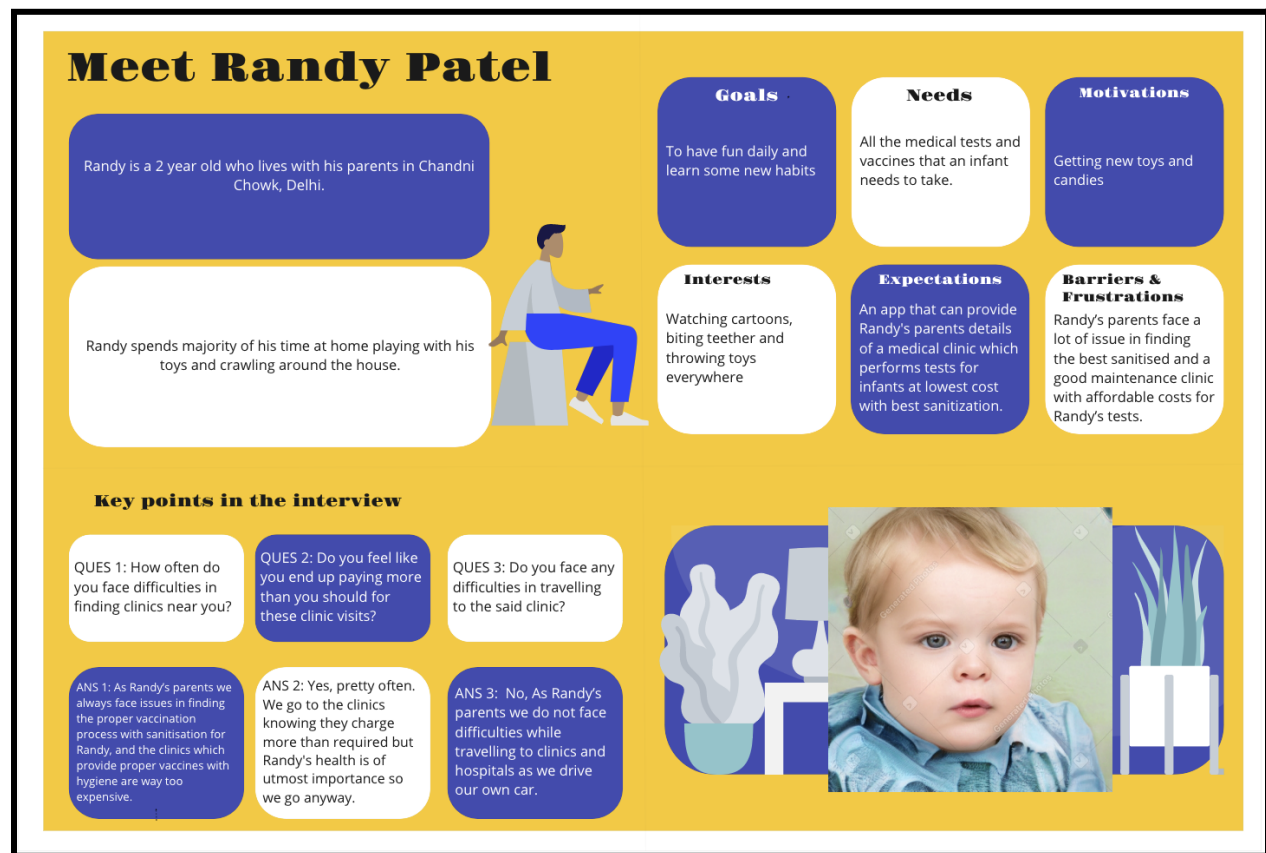 Meet Randy Patel
Randy is a 2 year old who lives with his parents in Chandni
Chowk, Delhi.
Randy spends majority of his time at home playing with his
toys and crawling around the house.
Goals
To have fun daily and
learn some new habits
Needs
All the medical tests and
vaccines that an infant
needs to take.
Motivations
Getting new toys and
candies
Interests
Watching cartoons,
biting teether and
throwing toys
everywhere
Expectations
An app that can provide
Randy's parents details
of a medical clinic which
performs tests for
infants at lowest cost
with best sanitization.
Barriers &
Frustrations
Randy’s parents face a
lot of issue in finding
the best sanitised and a
good maintenance clinic
with affordable costs for
Randy’s tests.
Key points in the interview
QUES 1: How often do
you face difficulties in
finding clinics near you?
QUES 2: Do you feel like
you end up paying more
than you should for
these clinic visits?
QUES 3: Do you face any
difficulties in travelling
to the said clinic?
ANS 1: As Randy’s parents we
always face issues in finding
the proper vaccination
process with sanitisation for
Randy, and the clinics which
provide proper vaccines with
hygiene are way too
expensive.
ANS 2: Yes, pretty often.
We go to the clinics
knowing they charge
more than required but
Randy's health is of
utmost importance so
we go anyway.
ANS 3:  No, As Randy’s
parents we do not face
difficulties while
travelling to clinics and
hospitals as we drive
our own car.